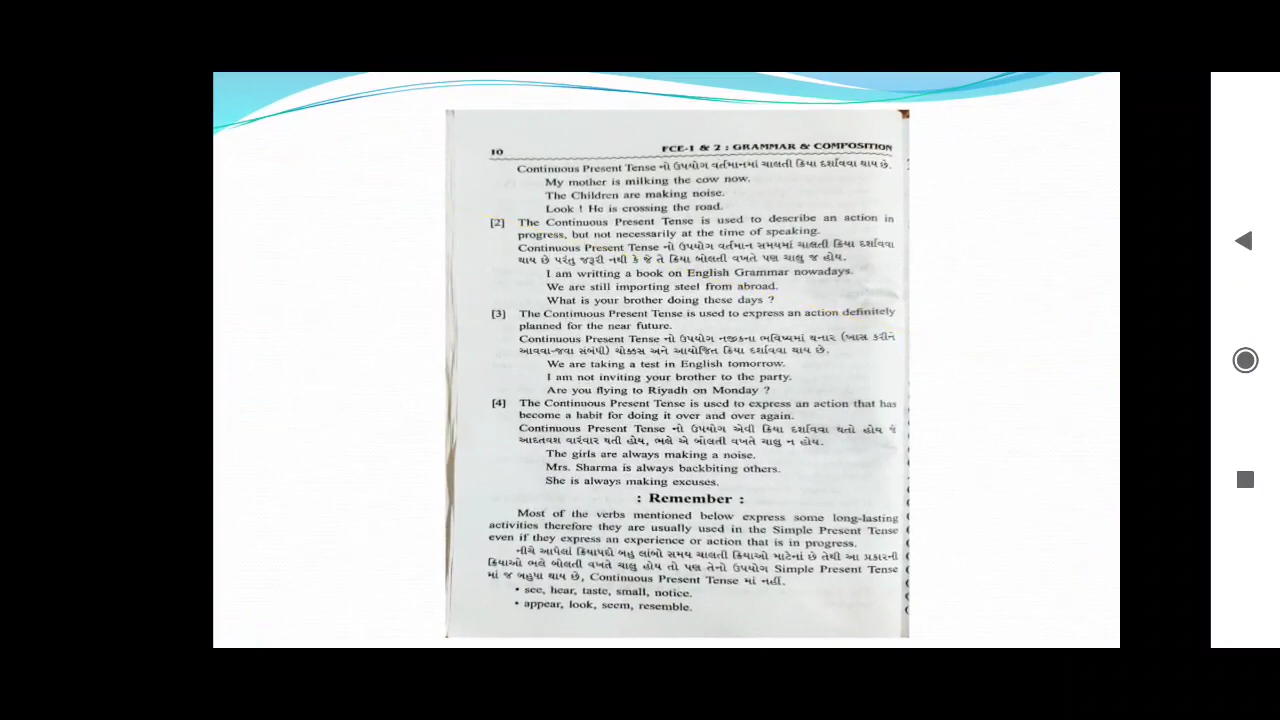 10
FCE-1 & 2 : GRAMMAR & COMPOSITION
Continuous Present Tense નો ઉપયોગ વર્તમાનમાં ચાલતી ક્રિયા દર્શાવવા થાય છે.
My mother is milking the cow now.
The Children are making noise.
Look ! He is crossing the road.
[2] The Continuous Present Tense is used to describe an action in
progress, but not necessarily at the time of speaking.
Continuous Present Tense નો ઉપયોગ વર્તમાન સમયમાં ચાલતી ક્રિયા દર્શાવવા
થાય છે પરંતુ જરૂરી નથી કે જે તે ક્રિયા બોલતી વખતે પણ ચાલુ જ હોય.
I am writting a book on English Grammar nowadays.
We are still importing steel from abroad.
What is your brother doing these days ?
[3] The Continuous Present Tense is used to express an action definitely
planned for the near future.
Continuous Present Tense નો ઉપયોગ નજીકના ભવિષ્યમાં થનાર (ખાસ કરીને
આવવા-જવા સંબંધી) ચોક્કસ અને આયોજિત ક્રિયા દર્શાવવા થાય છે.
We are taking a test in English tomorrow.
I am not inviting your brother to the party.
Are you flying to Riyadh on Monday ?
[4] The Continuous Present Tense is used to express an action that has
become a habit for doing it over and over again.
Continuous Present Tense નો ઉપયોગ એવી ક્રિયા દર્શાવવા થતો હોય જે
આદતવશ વારંવાર થતી હોય, ભલે એ બોલતી વખતે ચાલુ ન હોય.
The girls are always making a noise.
Mrs. Sharma is always backbiting others.
She is always making excuses.
: Remember :
Most of the verbs mentioned below express some long-lasting
activities therefore they are usually used in the Simple Present Tense
even if they express an experience or action that is in progress.
નીચે આપેલાં ક્રિયાપદો બહુ લાંબો સમય ચાલતી ક્રિયાઓ માટેનાં છે તેથી આ પ્રકારની
ક્રિયાઓ ભલે બોલતી વખતે ચાલુ હોય તો પણ તેનો ઉપયોગ Simple Present Tense
માં જ બહુધા થાય છે, Continuous Present Tense માં નહીં.
• see, hear, taste, small, notice.
• appear, look, seem, resemble.